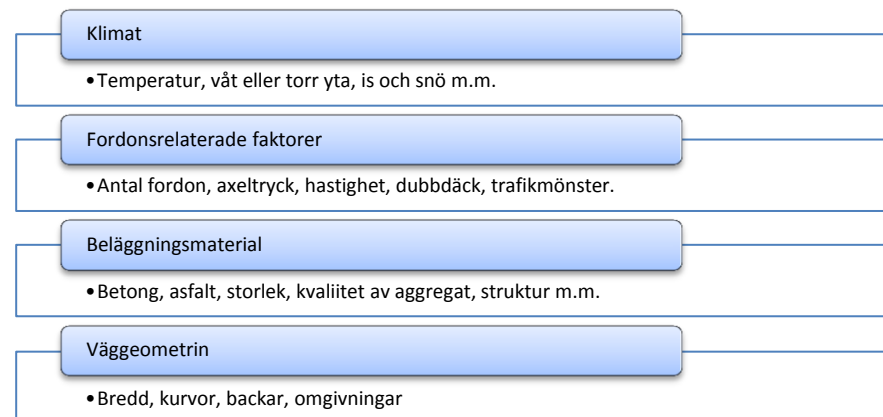 Klimat
•Temperatur, våt eller torr yta, is och snö m.m.
Fordonsrelaterade faktorer
•Antal fordon, axeltryck, hastighet, dubbdäck, trafikmönster.
Beläggningsmaterial
•Betong, asfalt, storlek, kvaliitet av aggregat, struktur m.m.
Väggeometrin
•Bredd, kurvor, backar, omgivningar